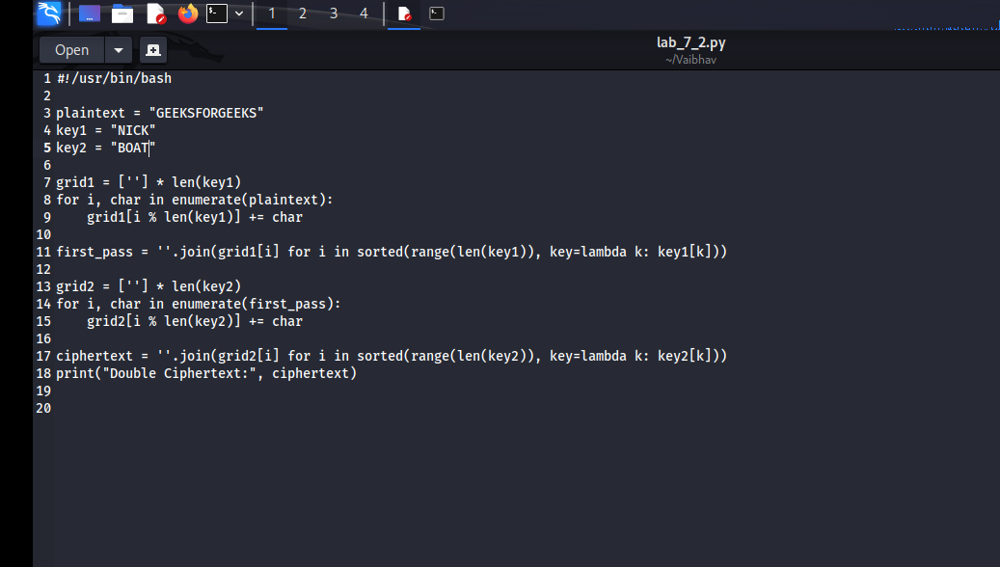 1 2 3 4
Open
lab_7_2.py
~/Vaibhav
1 #!/usr/bin/bash
2
3 plaintext = "GEEKSFORGEEKS"
4 key1 = "NICK"
5 key2 = "BOAT"
6
7 grid1 = [''] * len(key1)
8 for i, char in enumerate(plaintext):
9     grid1[i % len(key1)] += char
10
11 first_pass = ''.join(grid1[i] for i in sorted(range(len(key1)), key=lambda k: key1[k]))
12
13 grid2 = [''] * len(key2)
14 for i, char in enumerate(first_pass):
15     grid2[i % len(key2)] += char
16
17 ciphertext = ''.join(grid2[i] for i in sorted(range(len(key2)), key=lambda k: key2[k]))
18 print("Double Ciphertext:", ciphertext)
19
20